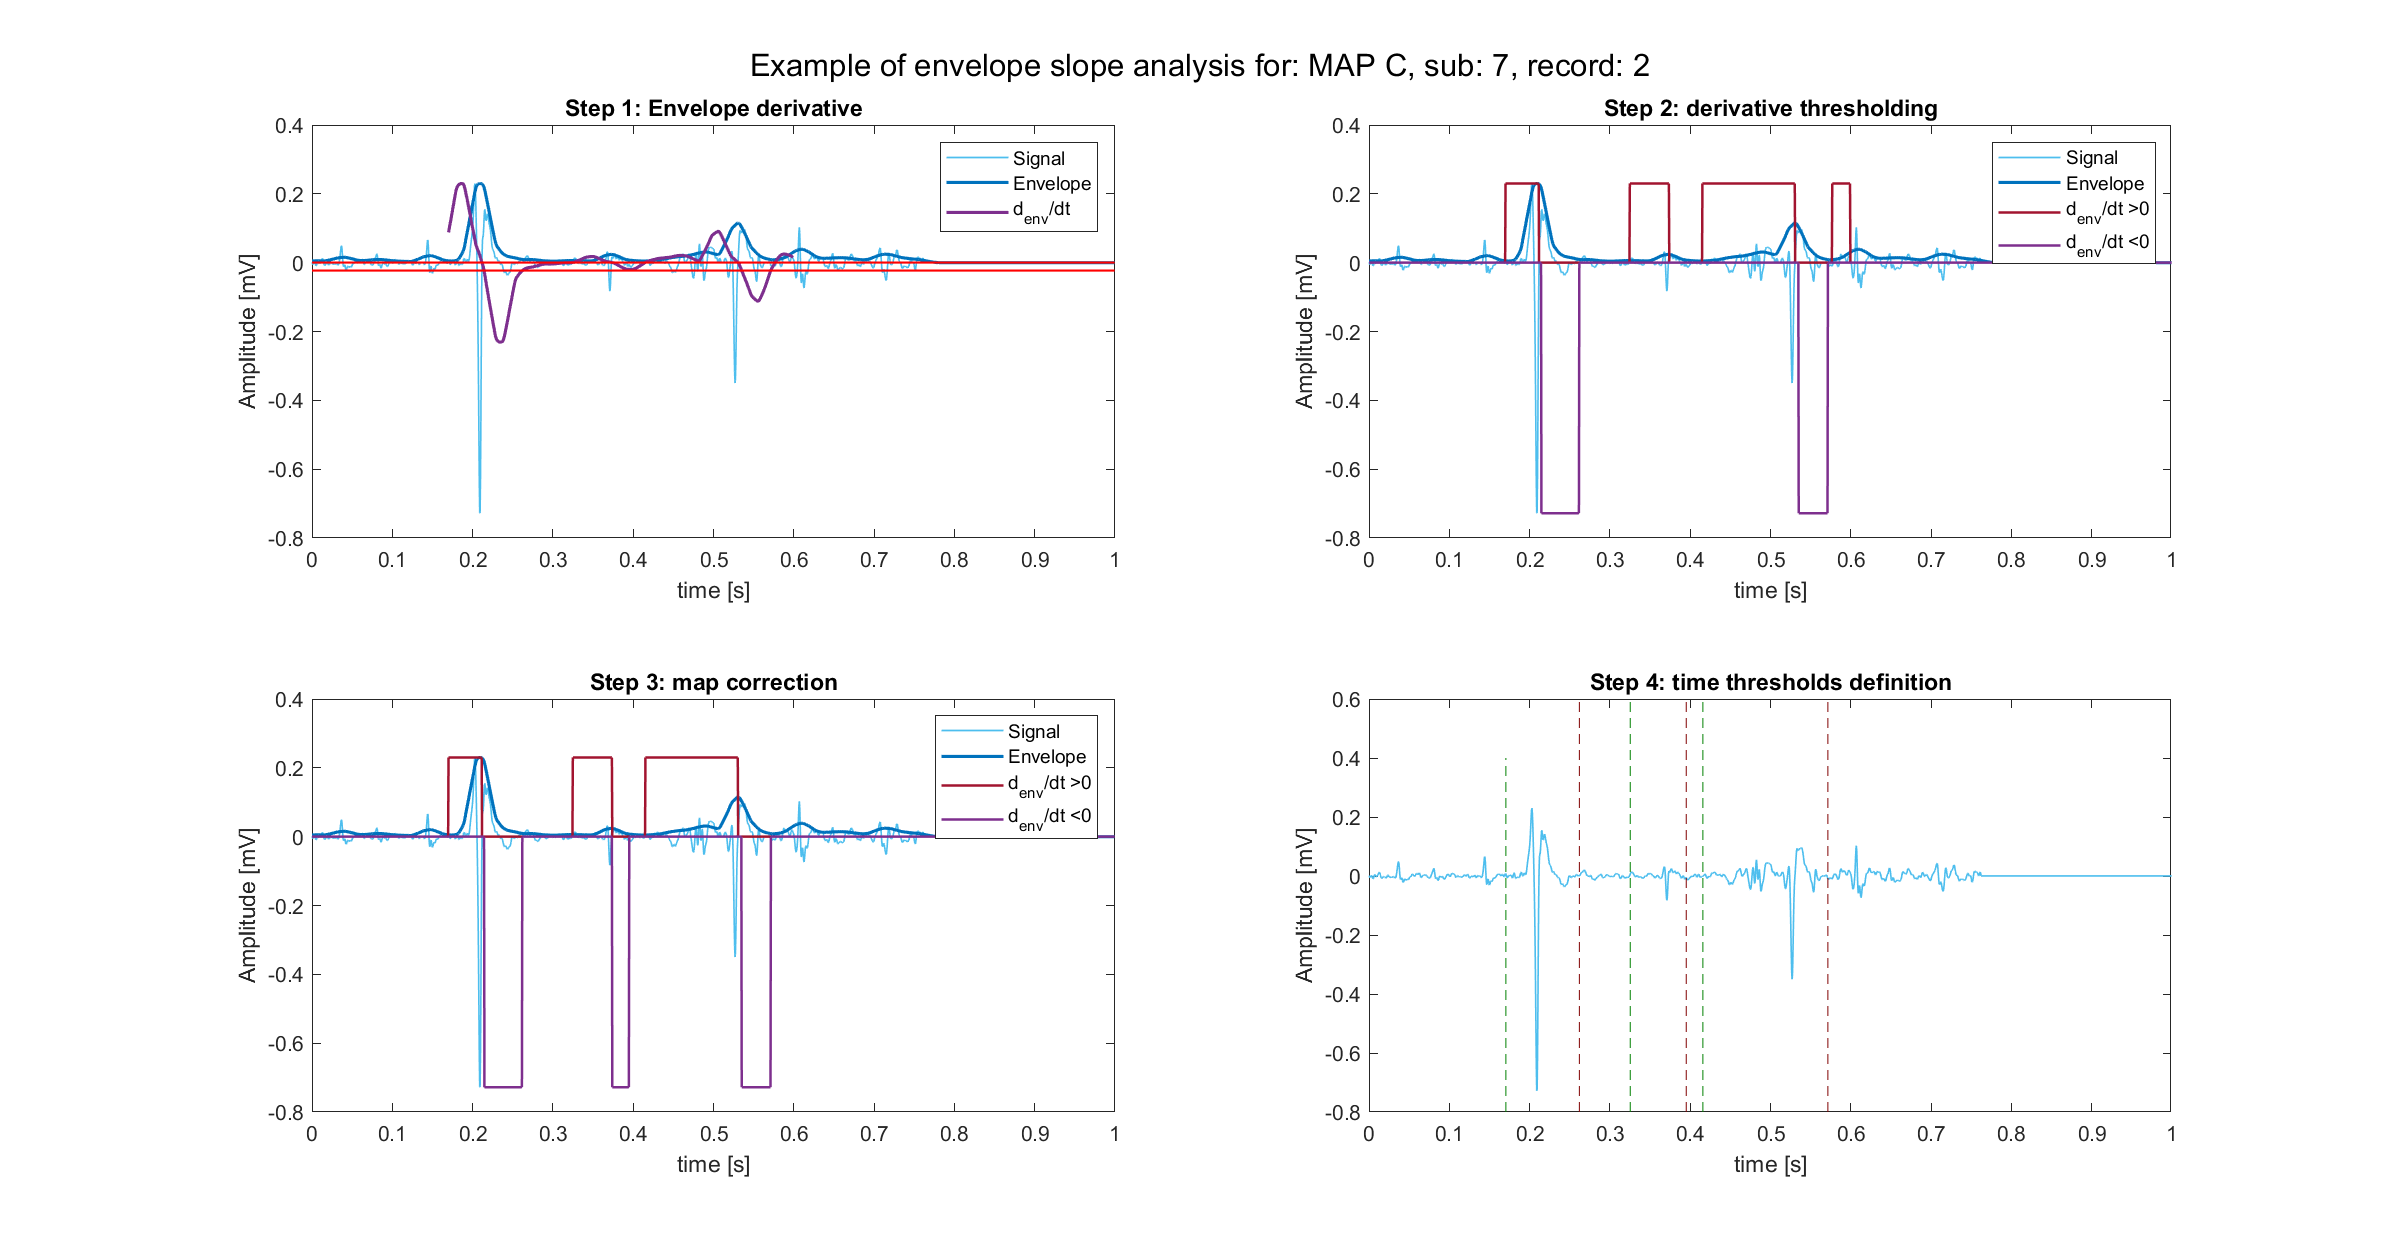 Example of envelope slope analysis for: MAP C, sub: 7, record: 2
Step 1: Envelope derivative
0.4
0.2
0
-0.2
-0.4
-0.6
-0.8
Amplitude [mV]
0 0.1 0.2 0.3 0.4 0.5 0.6 0.7 0.8 0.9 1
time [s]
Signal
Envelope
d_env/dt
Step 2: derivative thresholding
0.4
0.2
0
-0.2
-0.4
-0.6
-0.8
Amplitude [mV]
0 0.1 0.2 0.3 0.4 0.5 0.6 0.7 0.8 0.9 1
time [s]
Signal
Envelope
d_env/dt >0
d_env/dt <0
Step 3: map correction
0.4
0.2
0
-0.2
-0.4
-0.6
-0.8
Amplitude [mV]
0 0.1 0.2 0.3 0.4 0.5 0.6 0.7 0.8 0.9 1
time [s]
Signal
Envelope
d_env/dt >0
d_env/dt <0
Step 4: time thresholds definition
0.6
0.4
0.2
0
-0.2
-0.4
-0.6
-0.8
Amplitude [mV]
0 0.1 0.2 0.3 0.4 0.5 0.6 0.7 0.8 0.9 1
time [s]